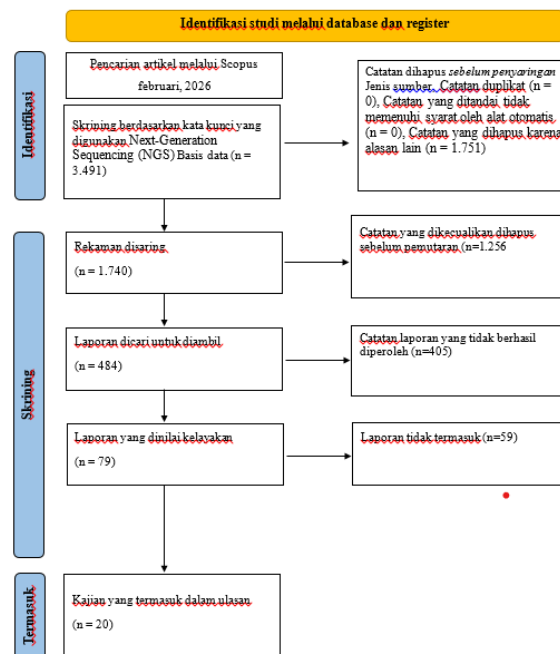 Identifikasi studi melalui database dan register
Identifikasi
Pencarian artikel melalui Scopus
februari, 2026
Skrining berdasarkan kata kunci yang
digunakan Next-Generation
Sequencing (NGS) Basis data (n =
3.491)
Catatan dihapus sebelum penyaringan
Jenis sumber, Catatan duplikat (n =
0), Catatan yang ditandai tidak
memenuhi syarat oleh alat otomatis
(n = 0), Catatan yang dihapus karena
alasan lain (n = 1.751)
Skrining
Rekaman disaring
(n = 1.740)
Catatan yang dikecualikan dihapus
sebelum pemutaran (n=1.256
Laporan dicari untuk diambil
(n = 484)
Catatan laporan yang tidak berhasil
diperoleh (n=405)
Laporan yang dinilai kelayakan
(n = 79)
Laporan tidak termasuk (n=59)
Termasuk
Kajian yang termasuk dalam ulasan
(n = 20)